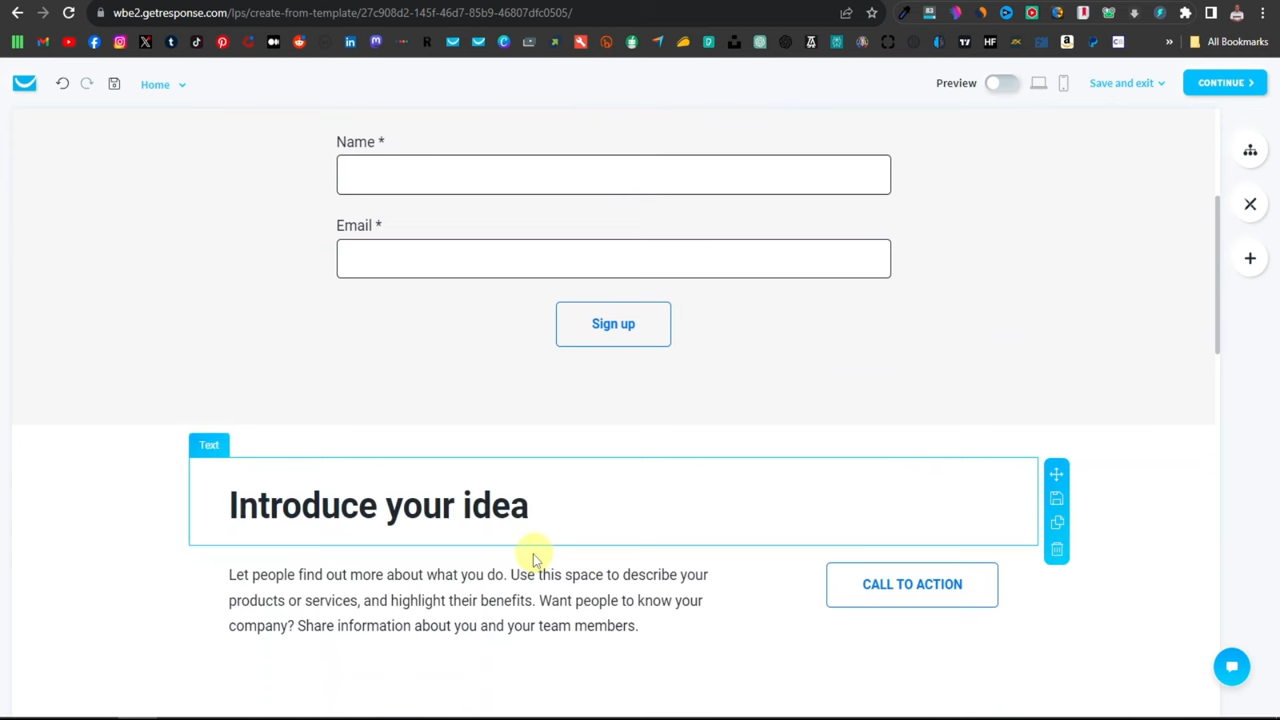 wbe2.getresponse.com/lps/create-from-template/27c908d2-145f-46d7-85b9-46807dfc0505/
All Bookmarks
Home
Preview
Save and exit
CONTINUE
Name *
Email *
Sign up
Text
Introduce your idea
Let people find out more about what you do. Use this space to describe your
products or services, and highlight their benefits. Want people to know your
company? Share information about you and your team members.
CALL TO ACTION